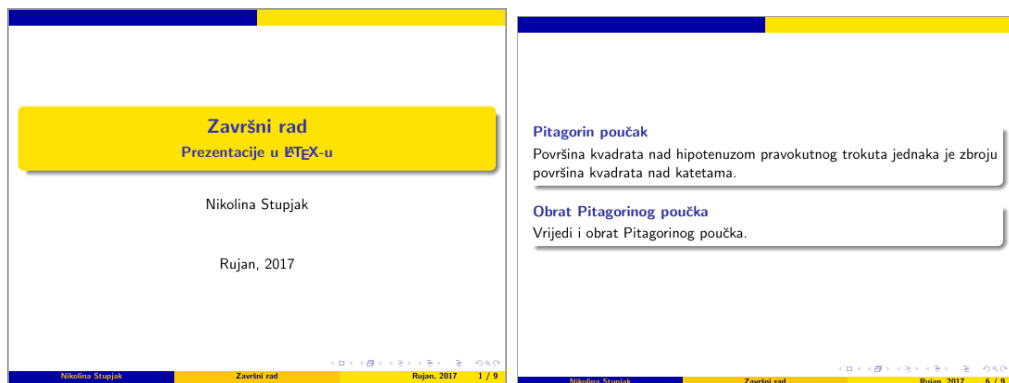 Završni rad
Prezentacije u LATEX-u
Nikolina Stupjak
Rujan, 2017
Nikolina Stupjak Završni rad Rujan, 2017 1 / 9
Pitagorin poučak
Površina kvadrata nad hipotenuzom pravokutnog trokuta jednaka je zbroju
površina kvadrata nad katetama.
Obrat Pitagorinog poučka
Vrijedi i obrat Pitagorinog poučka.
Nikolina Stupjak Završni rad Rujan, 2017 6 / 9